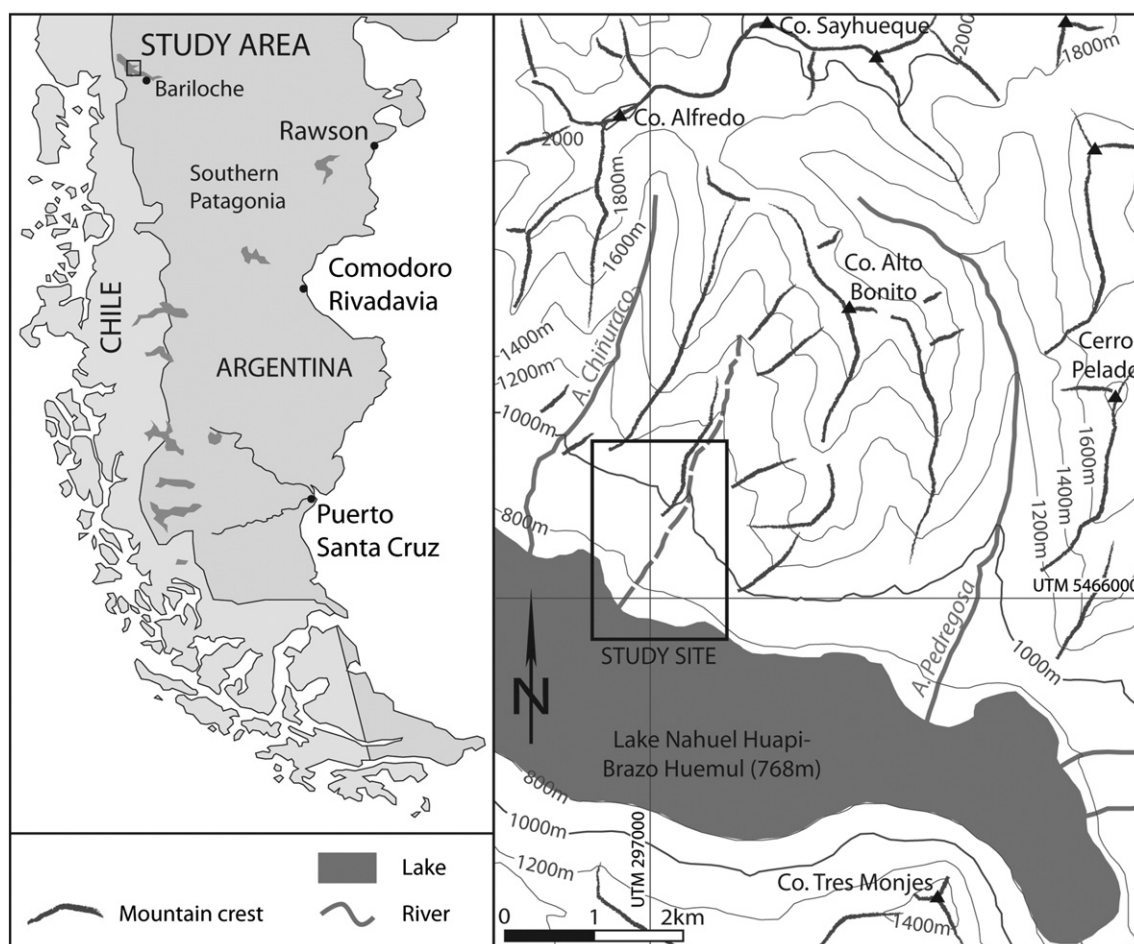 STUDY AREA
Bariloche
Rawson
Southern
Patagonia
Comodoro
Rivadavia
CHILE
ARGENTINA
Puerto
Santa Cruz
Mountain crest
Lake
River
Co. Sayhueque
2000
1800m
Co. Alfredo
2000
1800m
1600m
Co. Alto
Bonito
A. Chiñuraco
1400m
1200m
1000m
800m
Cerro
Pelado
1600m
1400m
1200m
UTM 5466000
A. Pedregosa
1000m
STUDY SITE
N
Lake Nahuel Huapi-
Brazo Huemul (768m)
800m
1000m
1200m
UTM 297000
Co. Tres Monjes
1400m
0 1 2km